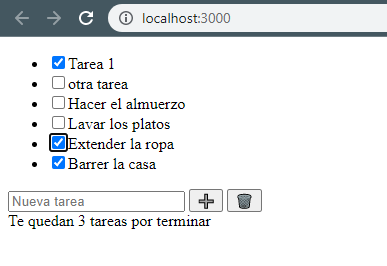 localhost:3000
Tarea 1
otra tarea
Hacer el almuerzo
Lavar los platos
Extender la ropa
Barrer la casa
Nueva tarea
Te quedan 3 tareas por terminar